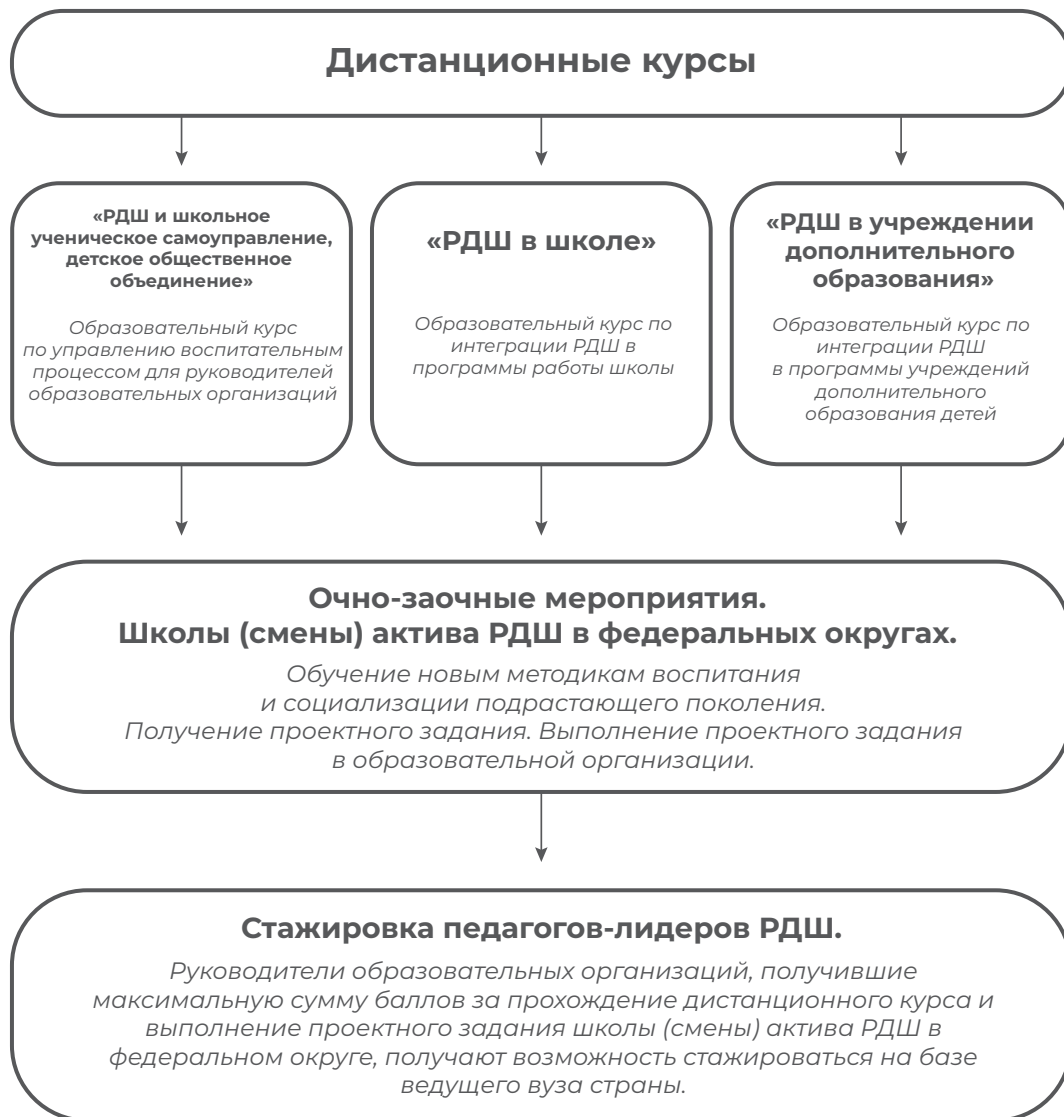 Дистанционные курсы
«РДШ и школьное
ученическое самоуправление,
детское общественное
объединение»
Образовательный курс
по управлению воспитательным
процессом для руководителей
образовательных организаций
«РДШ в школе»
Образовательный курс по
интеграции РДШ в
программы работы школы
«РДШ в учреждении
дополнительного
образования»
Образовательный курс по
интеграции РДШ
в программы учреждений
дополнительного
образования детей
Очно-заочные мероприятия.
Школы (смены) актива РДШ в федеральных округах.
Обучение новым методикам воспитания
и социализации подрастающего поколения.
Получение проектного задания. Выполнение проектного задания
в образовательной организации.
Стажировка педагогов-лидеров РДШ.
Руководители образовательных организаций, получившие
максимальную сумму баллов за прохождение дистанционного курса и
выполнение проектного задания школы (смены) актива РДШ в
федеральном округе, получают возможность стажироваться на базе
ведущего вуза страны.